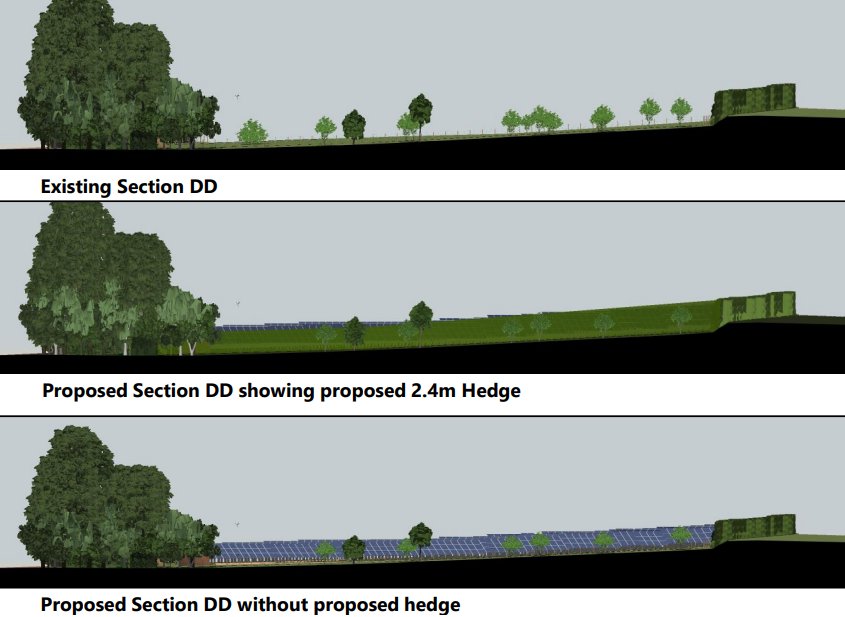 Existing Section DD
Proposed Section DD showing proposed 2.4m Hedge
Proposed Section DD without proposed hedge